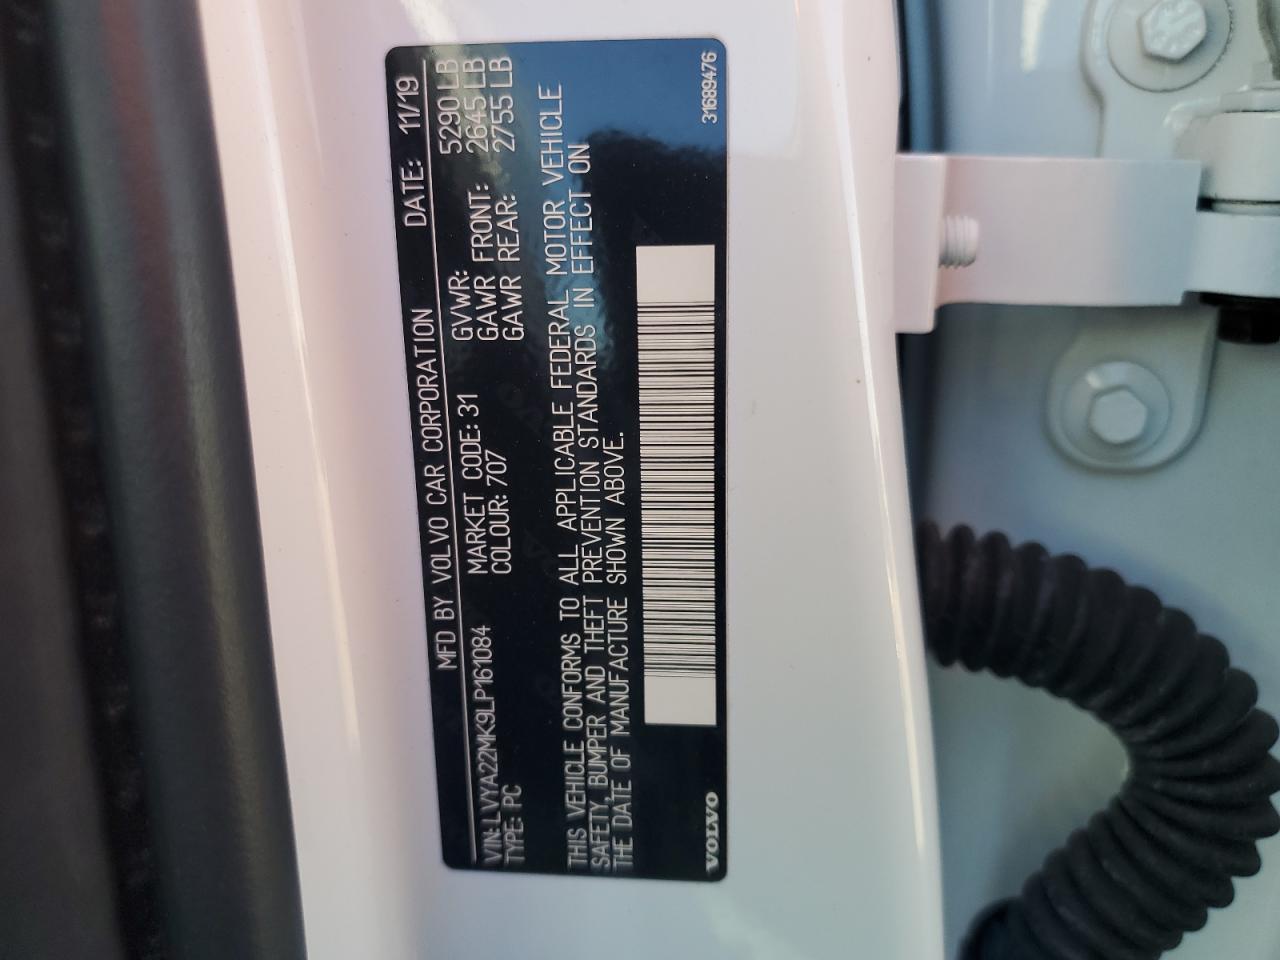 MFD BY VOLVO CAR CORPORATION DATE: 11/19
VIN: LVYA22MK9LP161084 MARKET CODE: 31 GVWR: 5290 LB
TYPE: PC COLOUR: 707 GAWR FRONT: 2645 LB
GAWR REAR: 2755 LB
THIS VEHICLE CONFORMS TO ALL APPLICABLE FEDERAL MOTOR VEHICLE
SAFETY, BUMPER AND THEFT PREVENTION STANDARDS IN EFFECT ON
THE DATE OF MANUFACTURE SHOWN ABOVE.
VOLVO 31689476